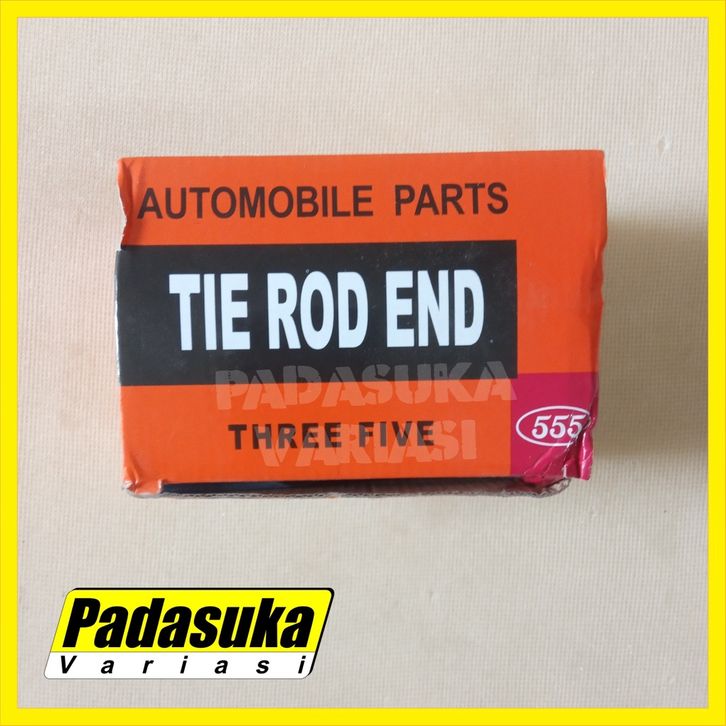 AUTOMOBILE PARTS
TIE ROD END
PADASUKA
VARIASI
THREE FIVE
555
Padasuka
Variasi